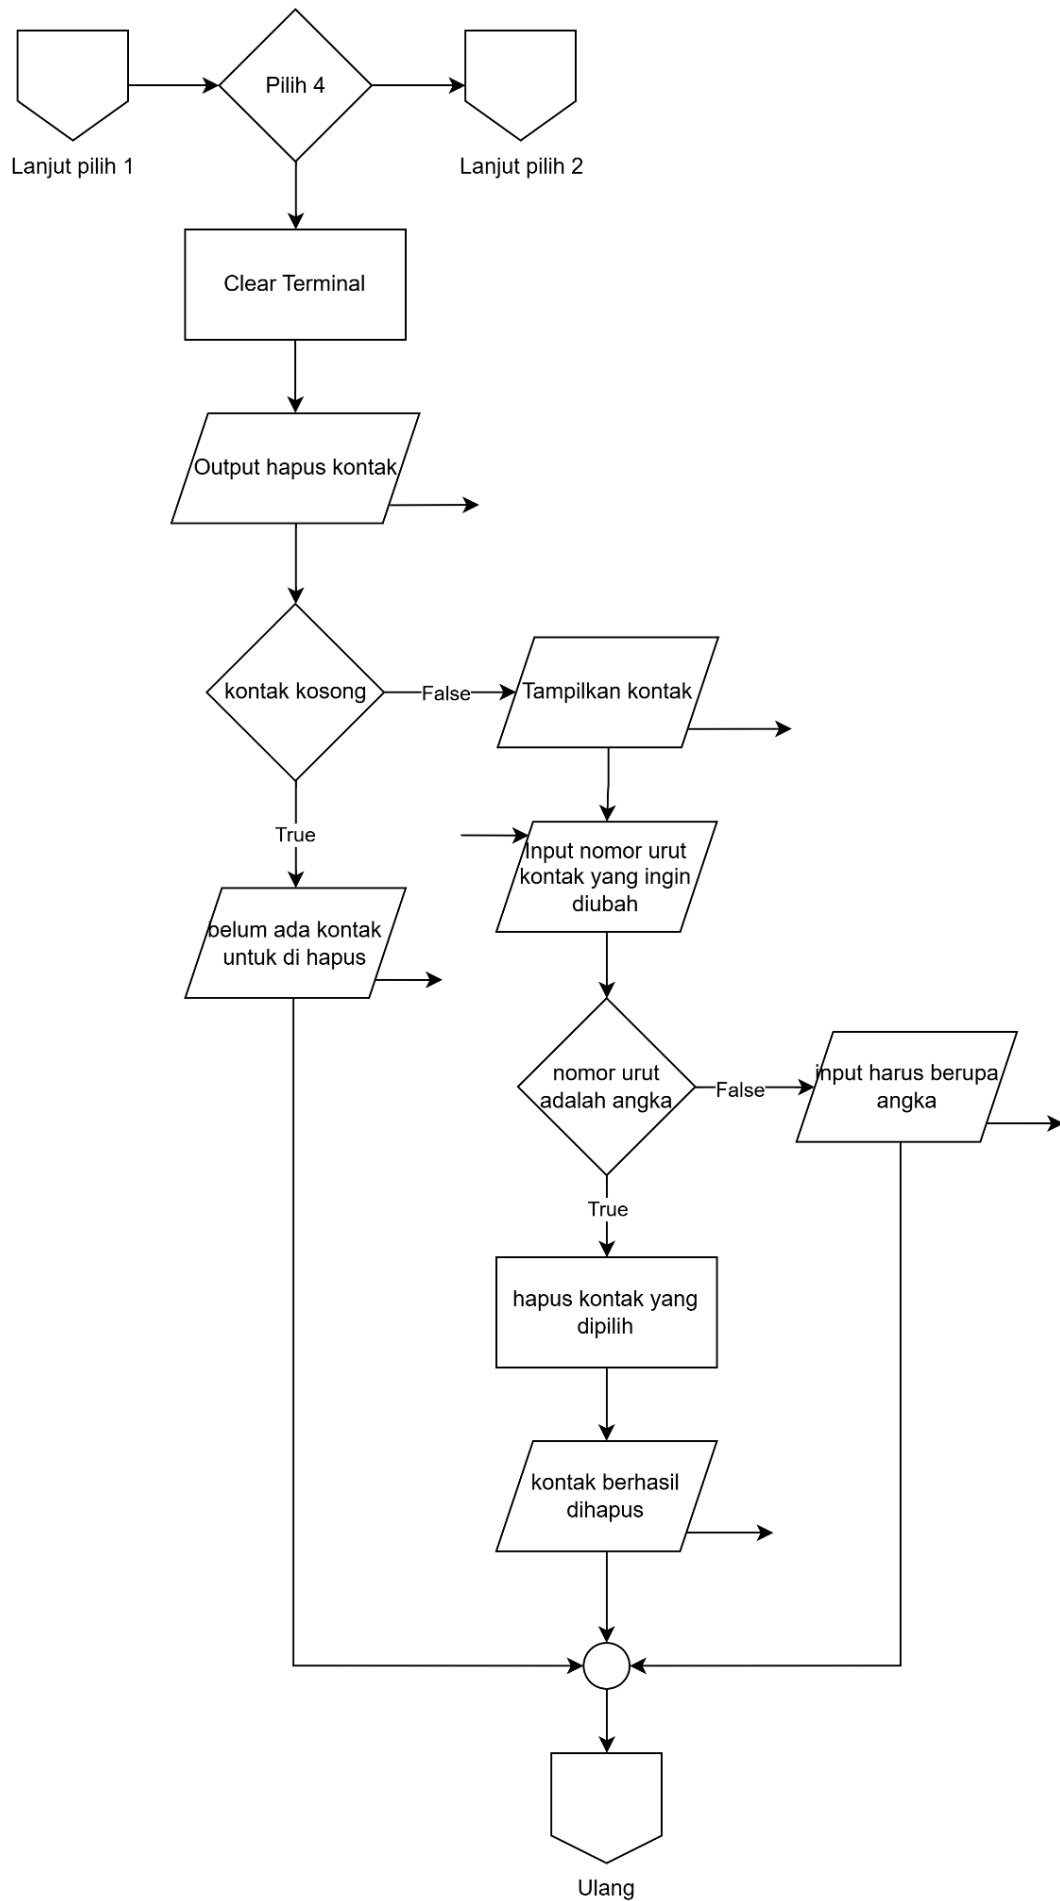 Pilih 4
Lanjut pilih 1
Lanjut pilih 2
Clear Terminal
Output hapus kontak
kontak kosong
False
Tampilkan kontak
True
Input nomor urut
kontak yang ingin
diubah
belum ada kontak
untuk di hapus
nomor urut
adalah angka
False
input harus berupa
angka
True
hapus kontak yang
dipilih
kontak berhasil
dihapus
Ulang